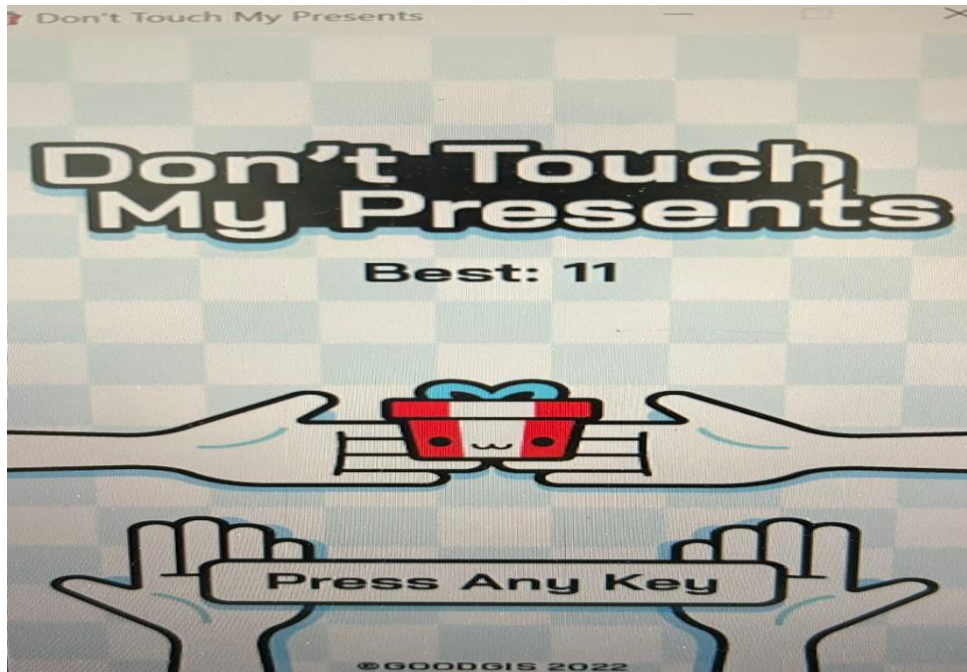 Don't Touch My Presents
Don't Touch
My Presents
Best: 11
Press Any Key
©GOODGIS 2022